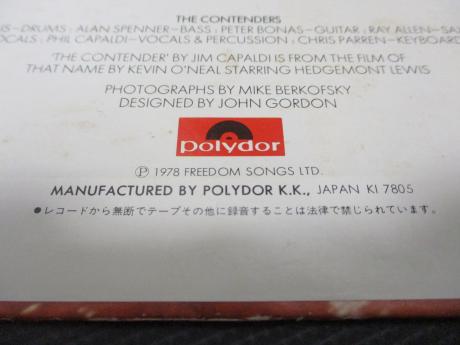 THE CONTENDERS
DRUMS : ALAN SPENNER~BASS : PETER BONAS~GUITAR : RAY ALLEN~
PHIL CAPALDI~VOCALS & PERCUSSION : CHRIS PARREN~
'THE CONTENDER' BY JIM CAPALDI IS FROM THE FILM OF
THAT NAME BY KEVIN O'NEAL STARRING HEDGEMONT LEWIS
PHOTOGRAPHS BY MIKE BERKOFSKY
DESIGNED BY JOHN GORDON
polydor
Ⓟ 1978 FREEDOM SONGS LTD.
MANUFACTURED BY POLYDOR K.K., JAPAN KI 7805
●レコードから無断でテープその他に録音することは法律で禁じられています。